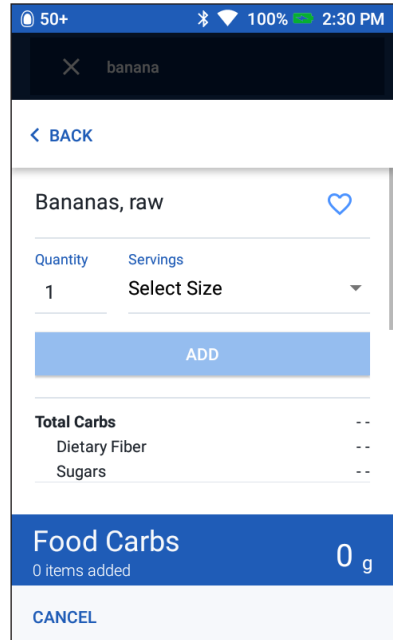 50+ 100% 2:30 PM
banana
BACK
Bananas, raw
Quantity Servings
1 Select Size
ADD
Total Carbs - -
Dietary Fiber - -
Sugars - -
Food Carbs 0 g
0 items added
CANCEL